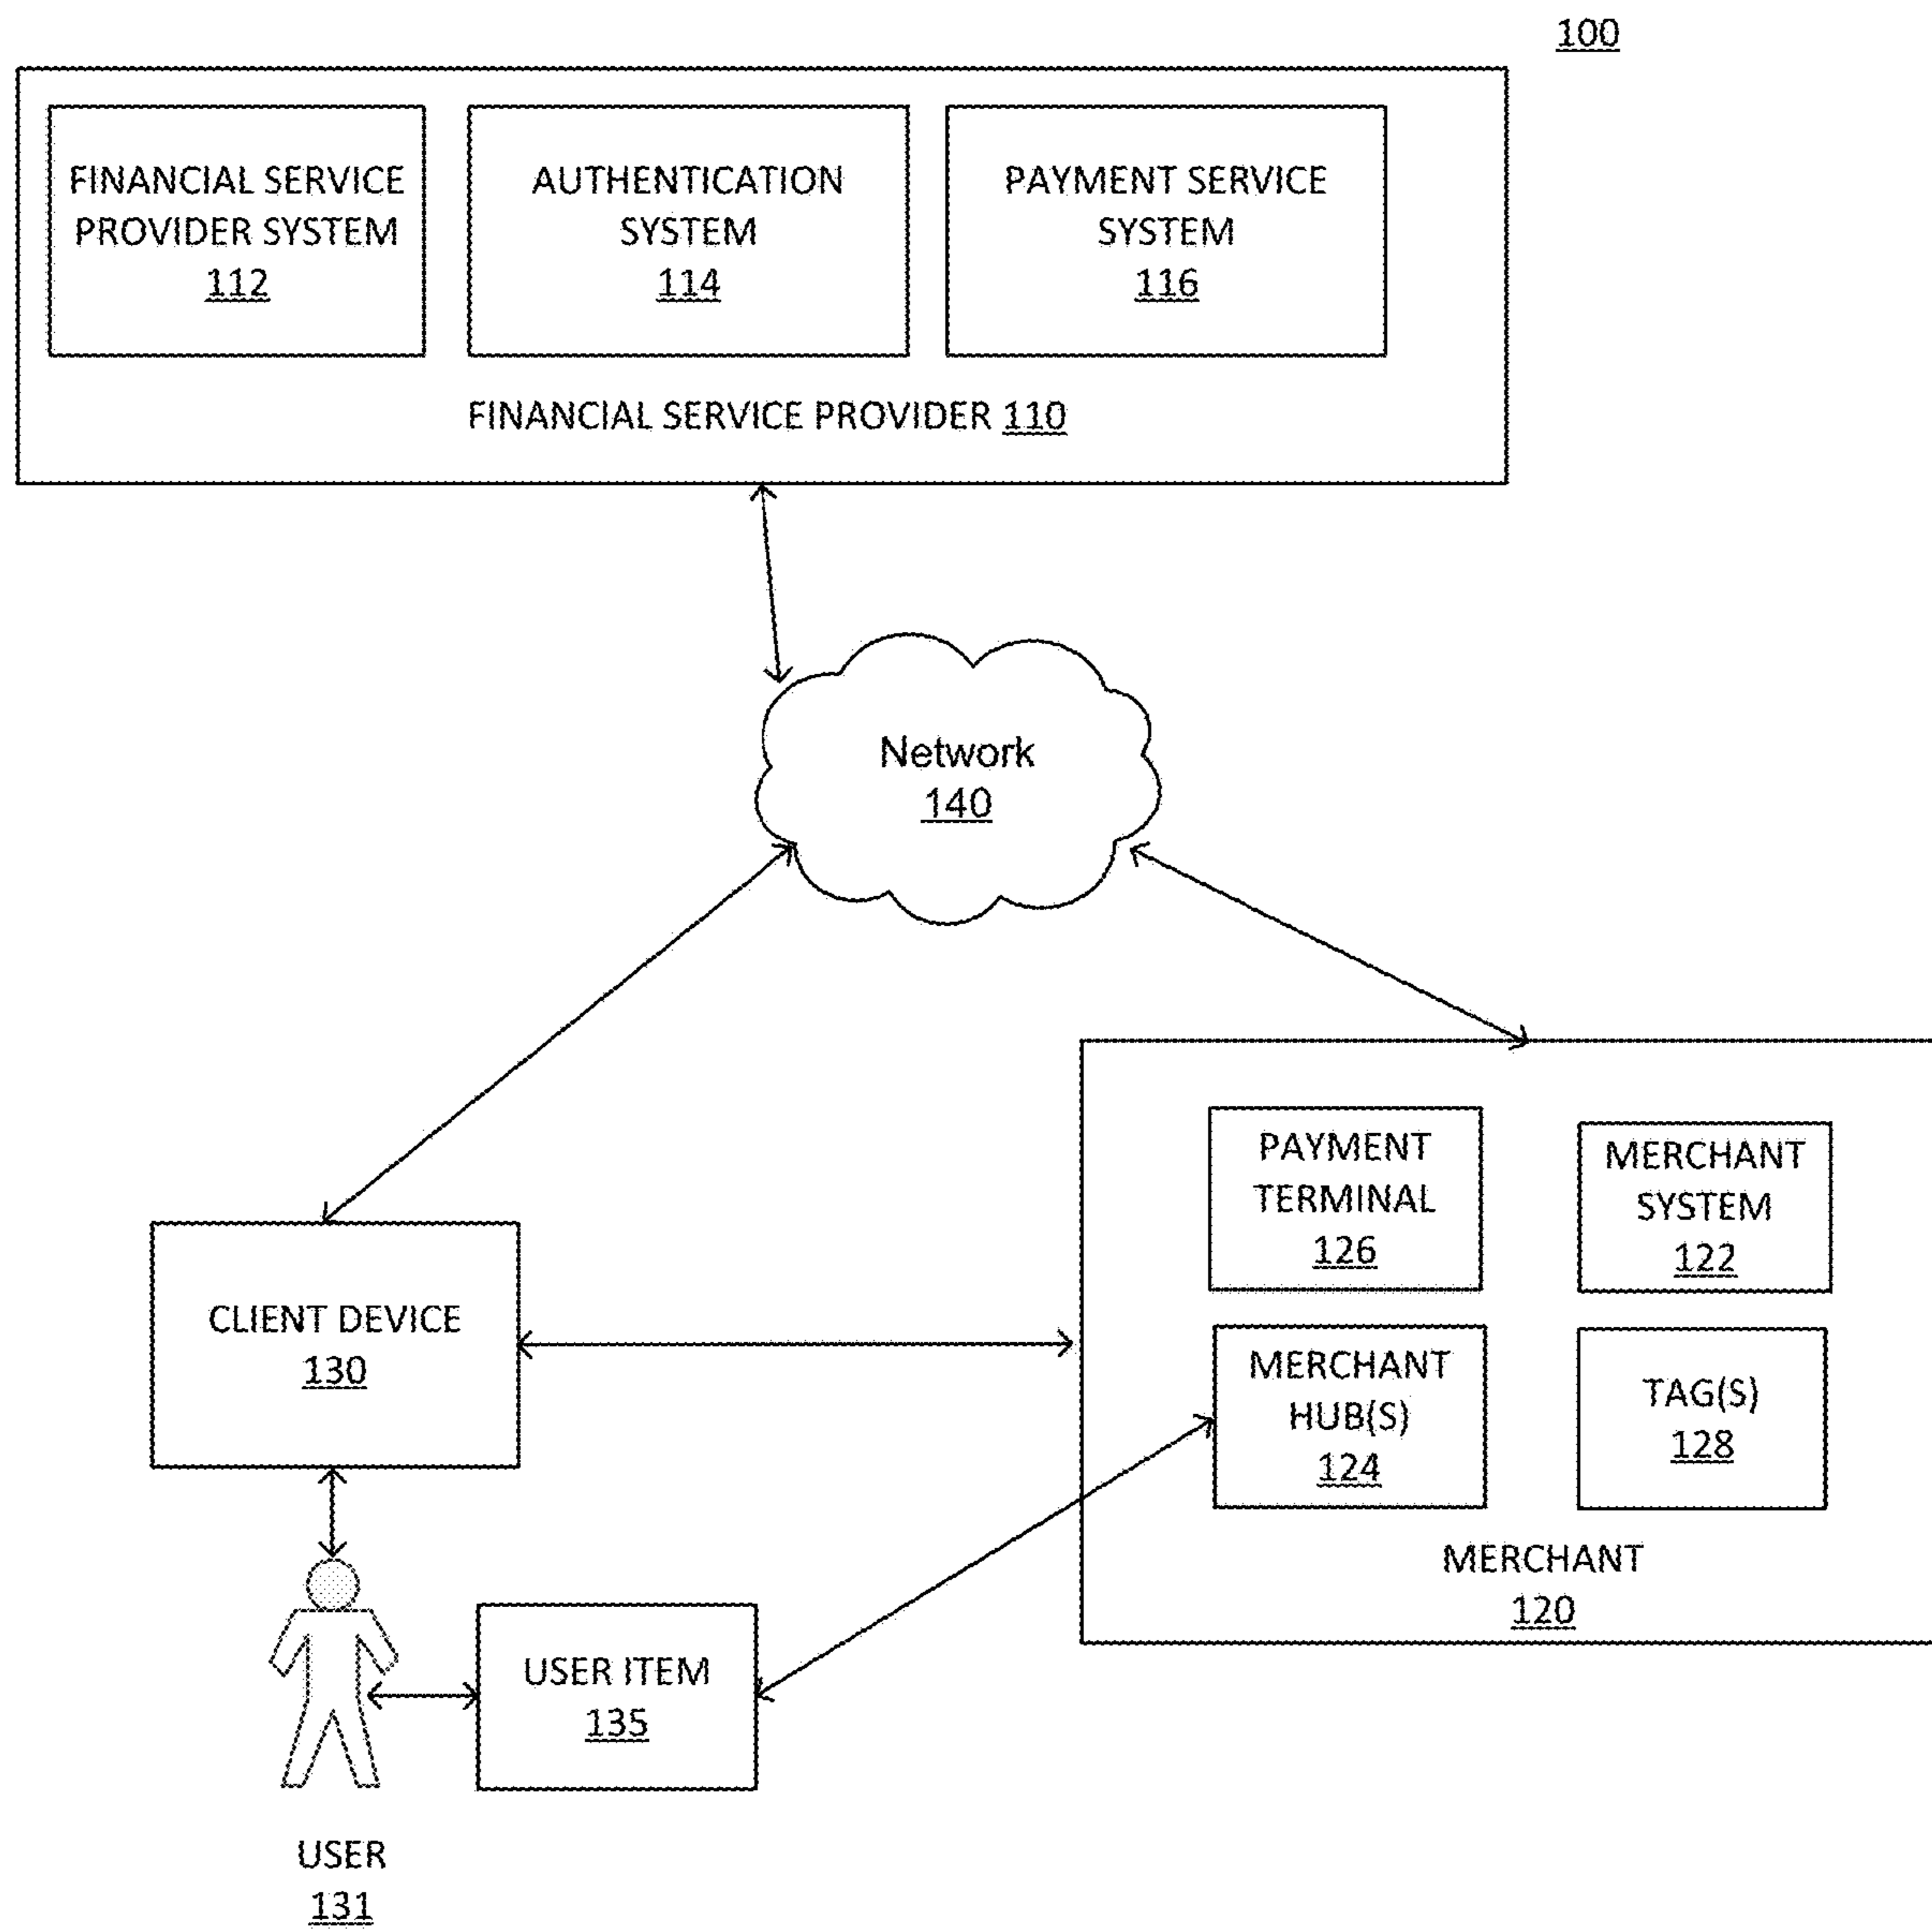 100
FINANCIAL SERVICE
PROVIDER SYSTEM
112
AUTHENTICATION
SYSTEM
114
PAYMENT SERVICE
SYSTEM
116
FINANCIAL SERVICE PROVIDER 110
Network
140
PAYMENT
TERMINAL
126
MERCHANT
SYSTEM
122
CLIENT DEVICE
130
MERCHANT
HUB(S)
124
TAG(S)
128
MERCHANT
120
USER ITEM
135
USER
131